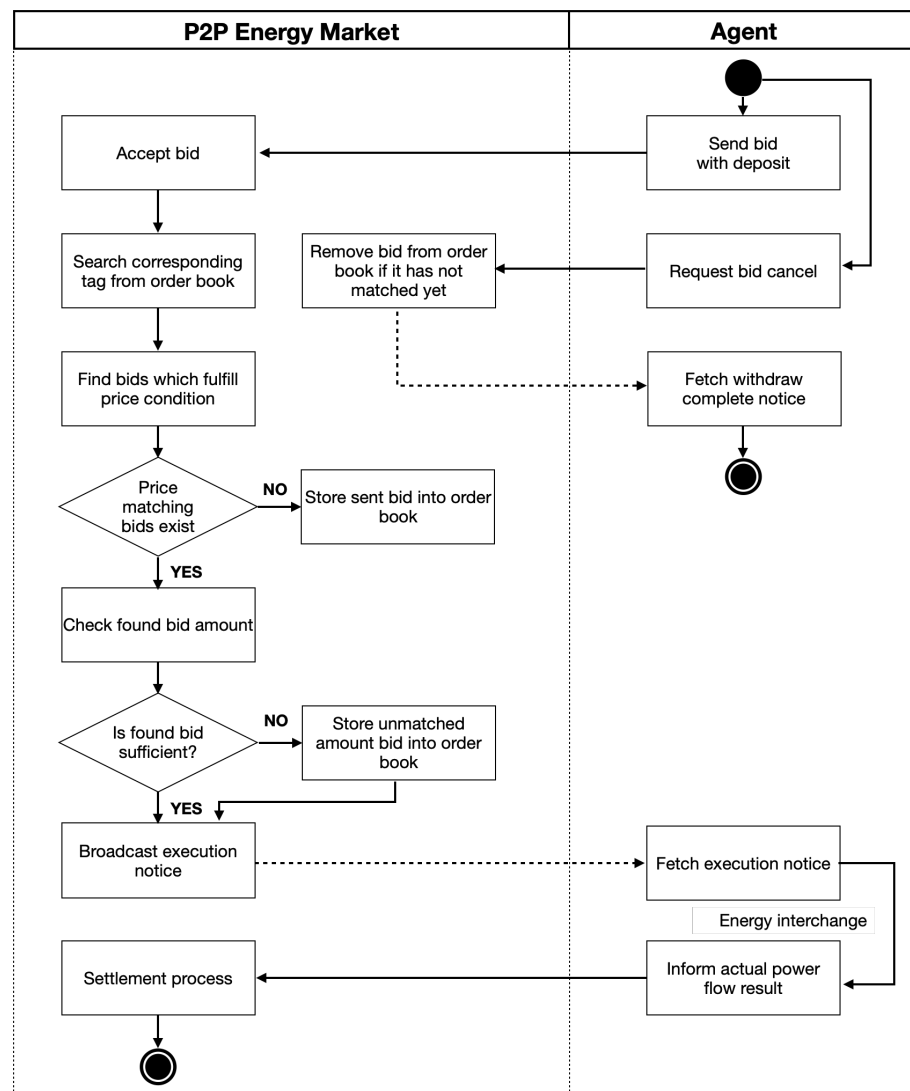 P2P Energy Market
Agent
Accept bid
Send bid
with deposit
Search corresponding
tag from order book
Remove bid from order
book if it has not
matched yet
Request bid cancel
Find bids which fulfill
price condition
Fetch withdraw
complete notice
Price
matching
bids exist
NO
Store sent bid into order
book
YES
Check found bid amount
Is found bid
sufficient?
NO
Store unmatched
amount bid into order
book
YES
Broadcast execution
notice
Fetch execution notice
Energy interchange
Settlement process
Inform actual power
flow result